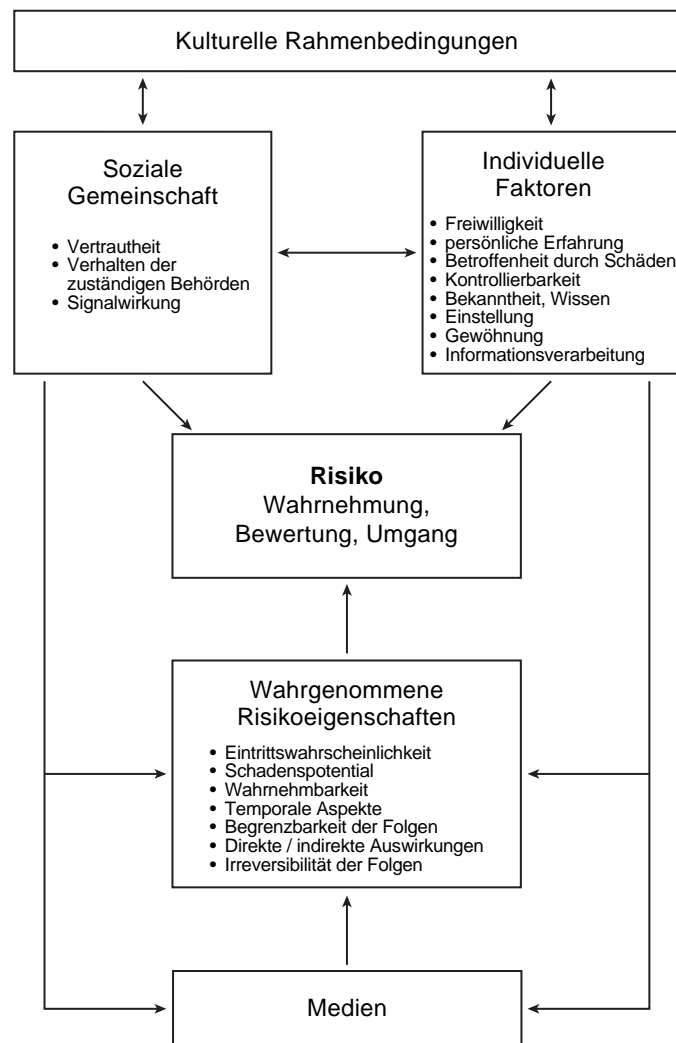 Kulturelle Rahmenbedingungen
Soziale
Gemeinschaft
• Vertrautheit
• Verhalten der
zuständigen Behörden
• Signalwirkung
Individuelle
Faktoren
• Freiwilligkeit
• persönliche Erfahrung
• Betroffenheit durch Schäden
• Kontrollierbarkeit
• Bekanntheit, Wissen
• Einstellung
• Gewöhnung
• Informationsverarbeitung
Risiko
Wahrnehmung,
Bewertung, Umgang
Wahrgenommene
Risikoeigenschaften
• Eintrittswahrscheinlichkeit
• Schadenspotential
• Wahrnehmbarkeit
• Temporale Aspekte
• Begrenzbarkeit der Folgen
• Direkte / indirekte Auswirkungen
• Irreversibilität der Folgen
Medien